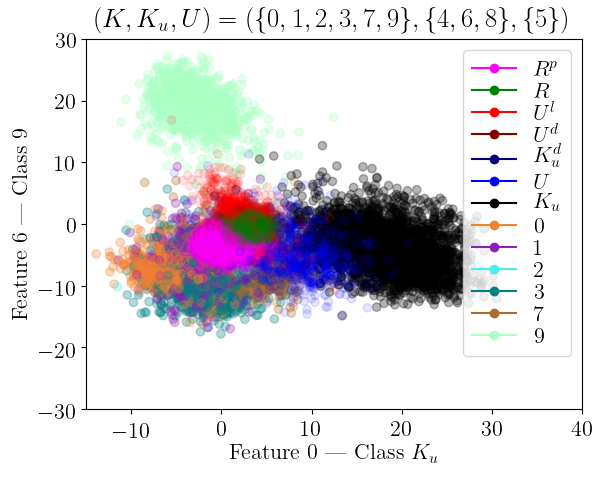 (K, K_u, U) = ({0, 1, 2, 3, 7, 9}, {4, 6, 8}, {5})
30
20
10
0
−10
−20
−30
Feature 6 — Class 9
R^p
R
U^l
U^d
K_u^d
U
K_u
0
1
2
3
7
9
−10
0
10
20
30
40
Feature 0 — Class K_u